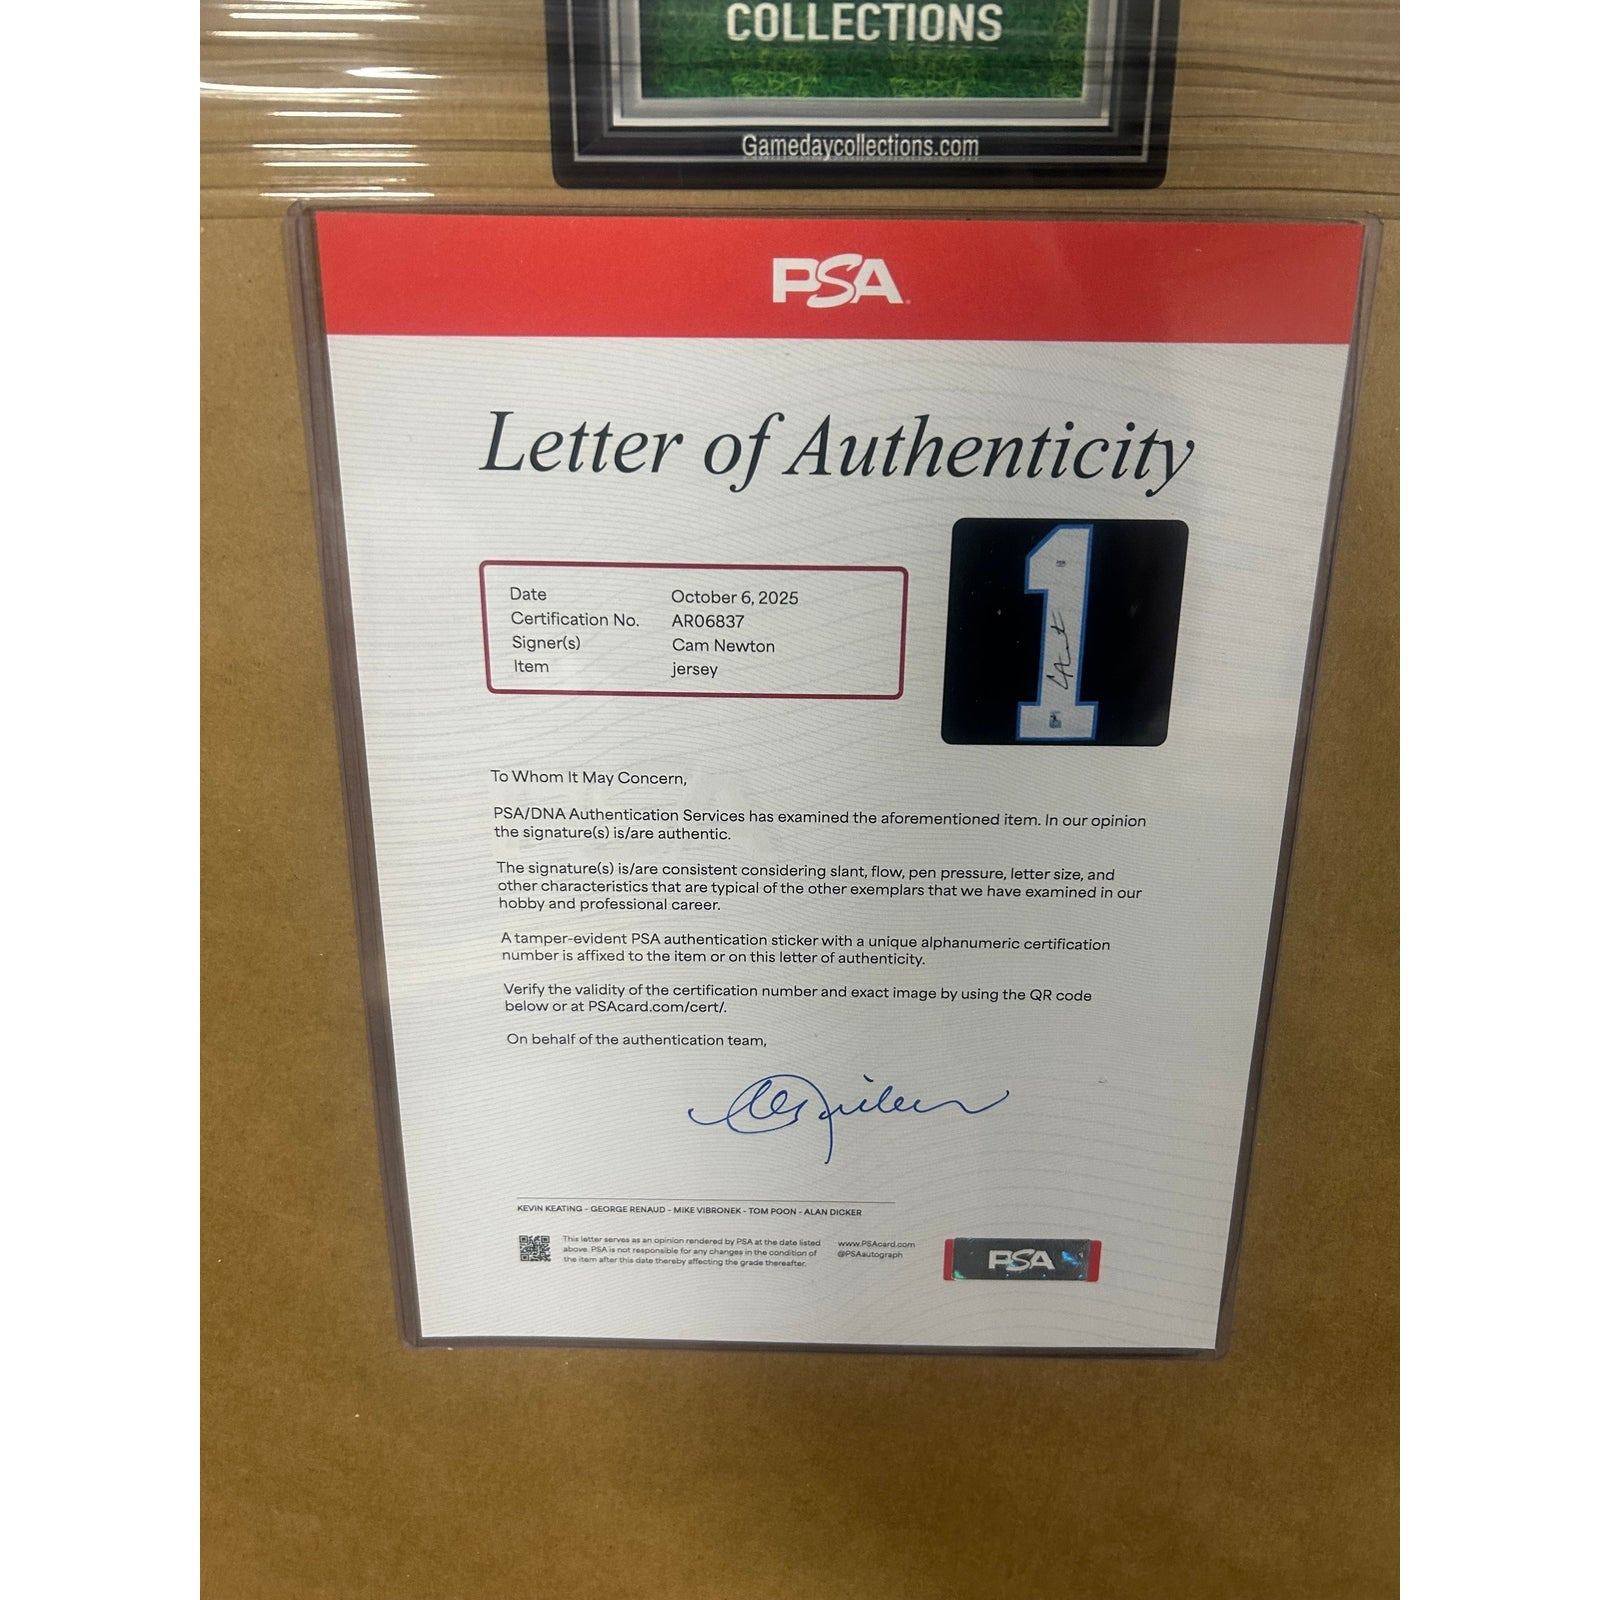 COLLECTIONS
Gamedaycollections.com
PSA
Letter of Authenticity
Date October 6, 2025
Certification No. AR06837
Signer(s) Cam Newton
Item jersey
1
To Whom It May Concern,
PSA/DNA Authentication Services has examined the aforementioned item. In our opinion
the signature(s) is/are authentic.
The signature(s) is/are consistent considering slant, flow, pen pressure, letter size, and
other characteristics that are typical of the other exemplars that we have examined in our
hobby and professional career.
A tamper-evident PSA authentication sticker with a unique alphanumeric certification
number is affixed to the item or on this letter of authenticity.
Verify the validity of the certification number and exact image by using the QR code
below or at PSAcard.com/cert/.
On behalf of the authentication team,
KEVIN KEATING - GEORGE RENAUD - MIKE VIBRONEK - TOM POON - ALAN DICKER
This letter serves as an opinion rendered by PSA at the date listed
above. PSA is not responsible for any changes in the condition of
the item after this date thereby affecting the grade thereafter.
www.PSAcard.com
@PSAautograph
PSA